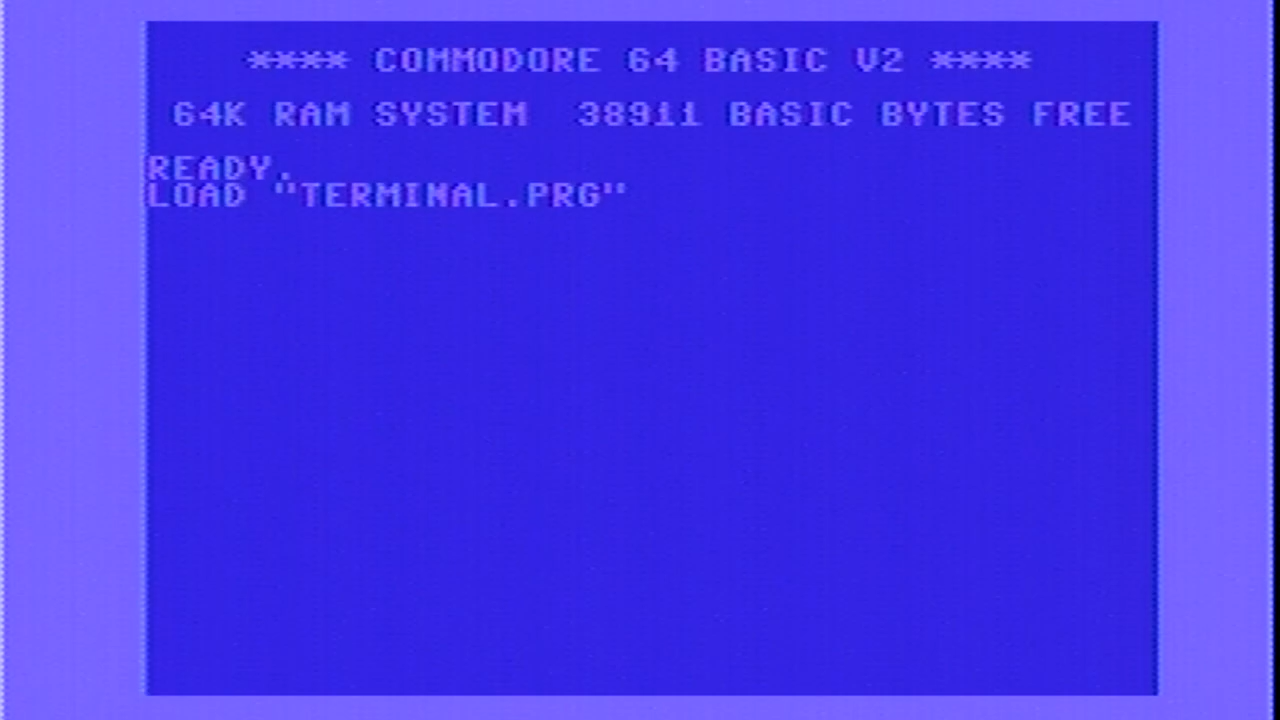 **** COMMODORE 64 BASIC V2 ****
64K RAM SYSTEM  38911 BASIC BYTES FREE
READY.
LOAD "TERMINAL.PRG"